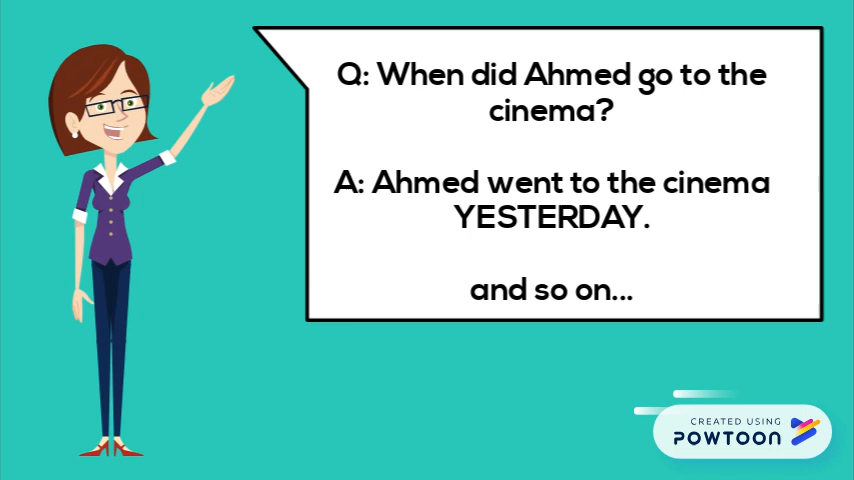 Q: When did Ahmed go to the
cinema?
A: Ahmed went to the cinema
YESTERDAY.
and so on...
CREATED USING
POWTOON